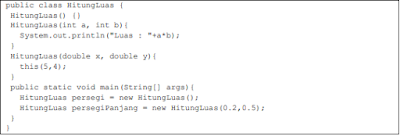 public class HitungLuas {
HitungLuas() {}
HitungLuas(int a, int b){
System.out.println("Luas : "+a*b);
}
HitungLuas(double x, double y){
this(5,4);
}
public static void main(String[] args){
HitungLuas persegi = new HitungLuas();
HitungLuas persegiPanjang = new HitungLuas(0.2,0.5);
}
}